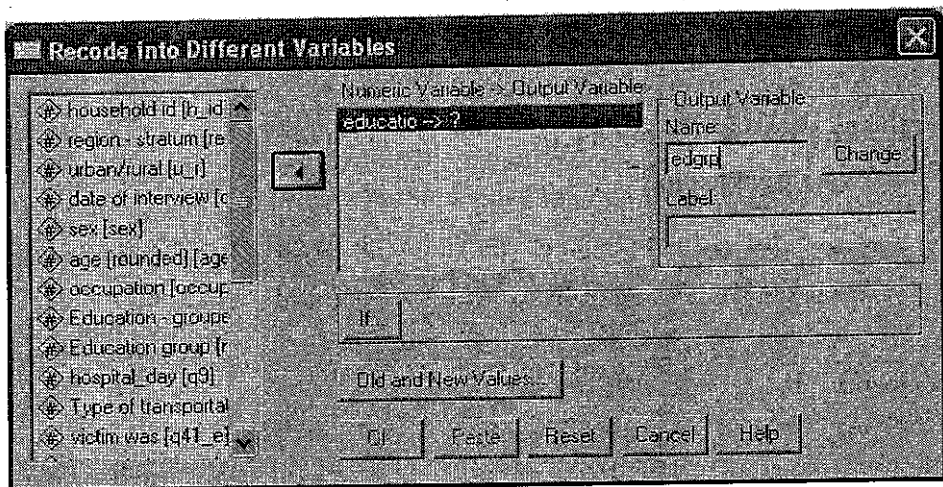 Recode into Different Variables
household id [h_id
region - stratum [re
urban/rural [u_r]
date of interview [c
sex [sex]
age (rounded) [age
occupation [occup
Education - groupe
Education group [r
hospital_day [q9]
Type of transportal
victim was [q41_e]
Numeric Variable -> Output Variable
educatio --> ?
Output Variable
Name:
edgrp
Change
Label:
If...
Old and New Values...
OK
Paste
Reset
Cancel
Help